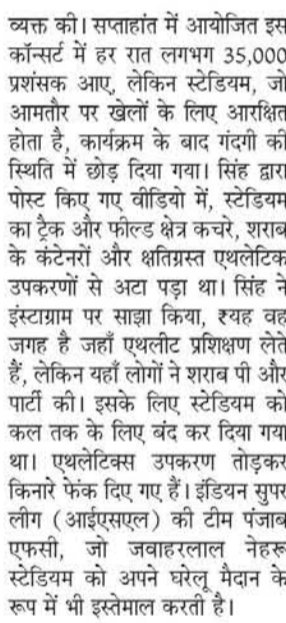 व्यक्त की। सप्ताहांत में आयोजित इस
कॉन्सर्ट में हर रात लगभग 35,000
प्रशंसक आए, लेकिन स्टेडियम, जो
आमतौर पर खेलों के लिए आरक्षित
होता है, कार्यक्रम के बाद गंदगी की
स्थिति में छोड़ दिया गया। सिंह द्वारा
पोस्ट किए गए वीडियो में, स्टेडियम
का ट्रैक और फील्ड क्षेत्र कचरे, शराब
के कंटेनरों और क्षतिग्रस्त एथलेटिक
उपकरणों से अटा पड़ा था। सिंह ने
इंस्टाग्राम पर साझा किया, श्यह वह
जगह है जहाँ एथलीट प्रशिक्षण लेते
हैं, लेकिन यहाँ लोगों ने शराब पी और
पार्टी की। इसके लिए स्टेडियम को
कल तक के लिए बंद कर दिया गया
था। एथलेटिक्स उपकरण तोड़कर
किनारे फेंक दिए गए हैं। इंडियन सुपर
लीग (आईएसएल) की टीम पंजाब
एफसी, जो जवाहरलाल नेहरू
स्टेडियम को अपने घरेलू मैदान के
रूप में भी इस्तेमाल करती है।